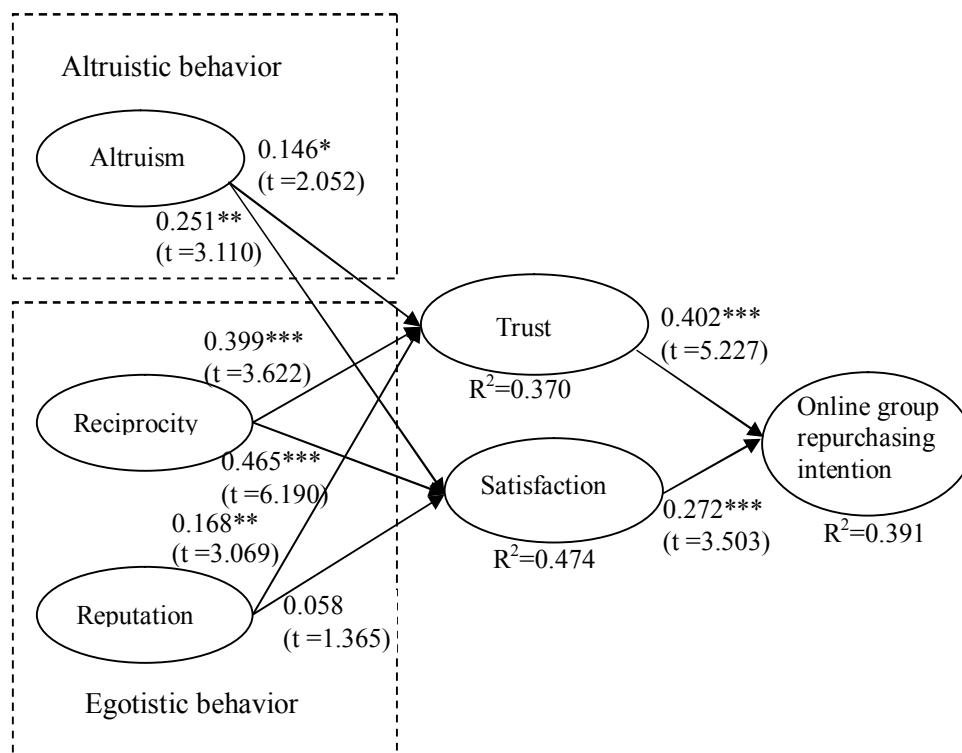 Altruistic behavior
Altruism
0.146*
(t =2.052)
0.251**
(t =3.110)
0.399***
(t =3.622)
Reciprocity
0.465***
(t =6.190)
0.168**
(t =3.069)
Reputation
0.058
(t =1.365)
Egotistic behavior
Trust
R²=0.370
0.402***
(t =5.227)
Satisfaction
R²=0.474
0.272***
(t =3.503)
Online group
repurchasing
intention
R²=0.391